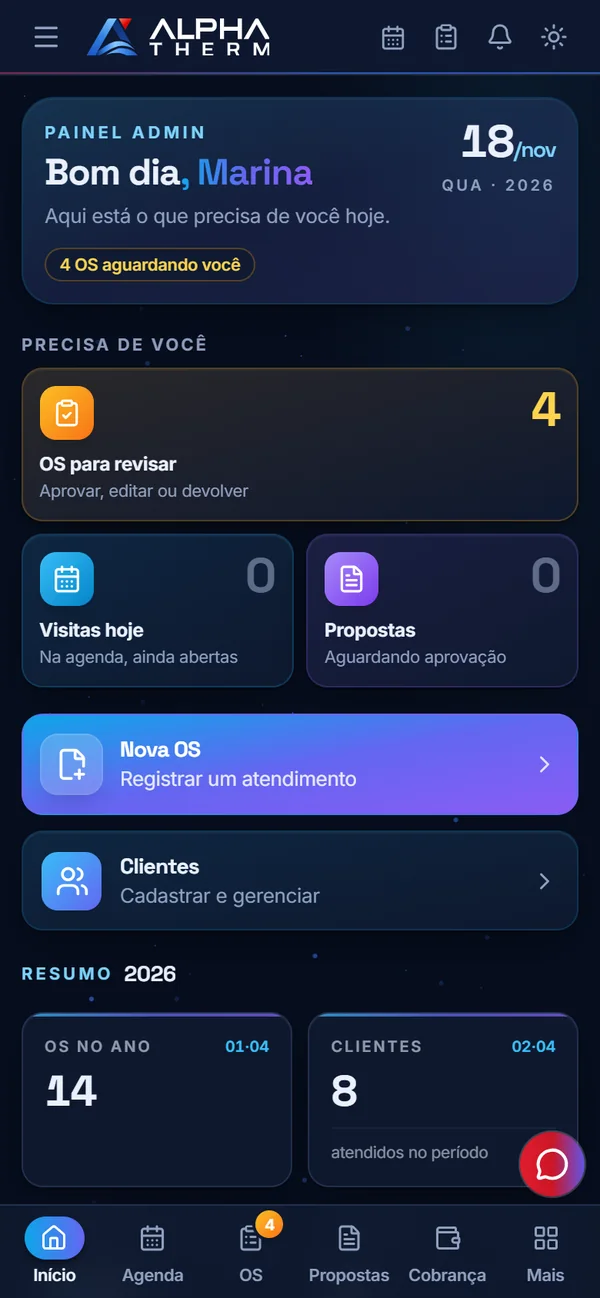 ALPHA
THERM
PAINEL ADMIN
18/nov
Bom dia, Marina
QUA · 2026
Aqui está o que precisa de você hoje.
4 OS aguardando você
PRECISA DE VOCÊ
4
OS para revisar
Aprovar, editar ou devolver
0
Visitas hoje
Na agenda, ainda abertas
0
Propostas
Aguardando aprovação
Nova OS
Registrar um atendimento
Clientes
Cadastrar e gerenciar
RESUMO 2026
OS NO ANO 01·04
14
CLIENTES 02·04
8
atendidos no período
4
Início
Agenda
OS
Propostas
Cobrança
Mais